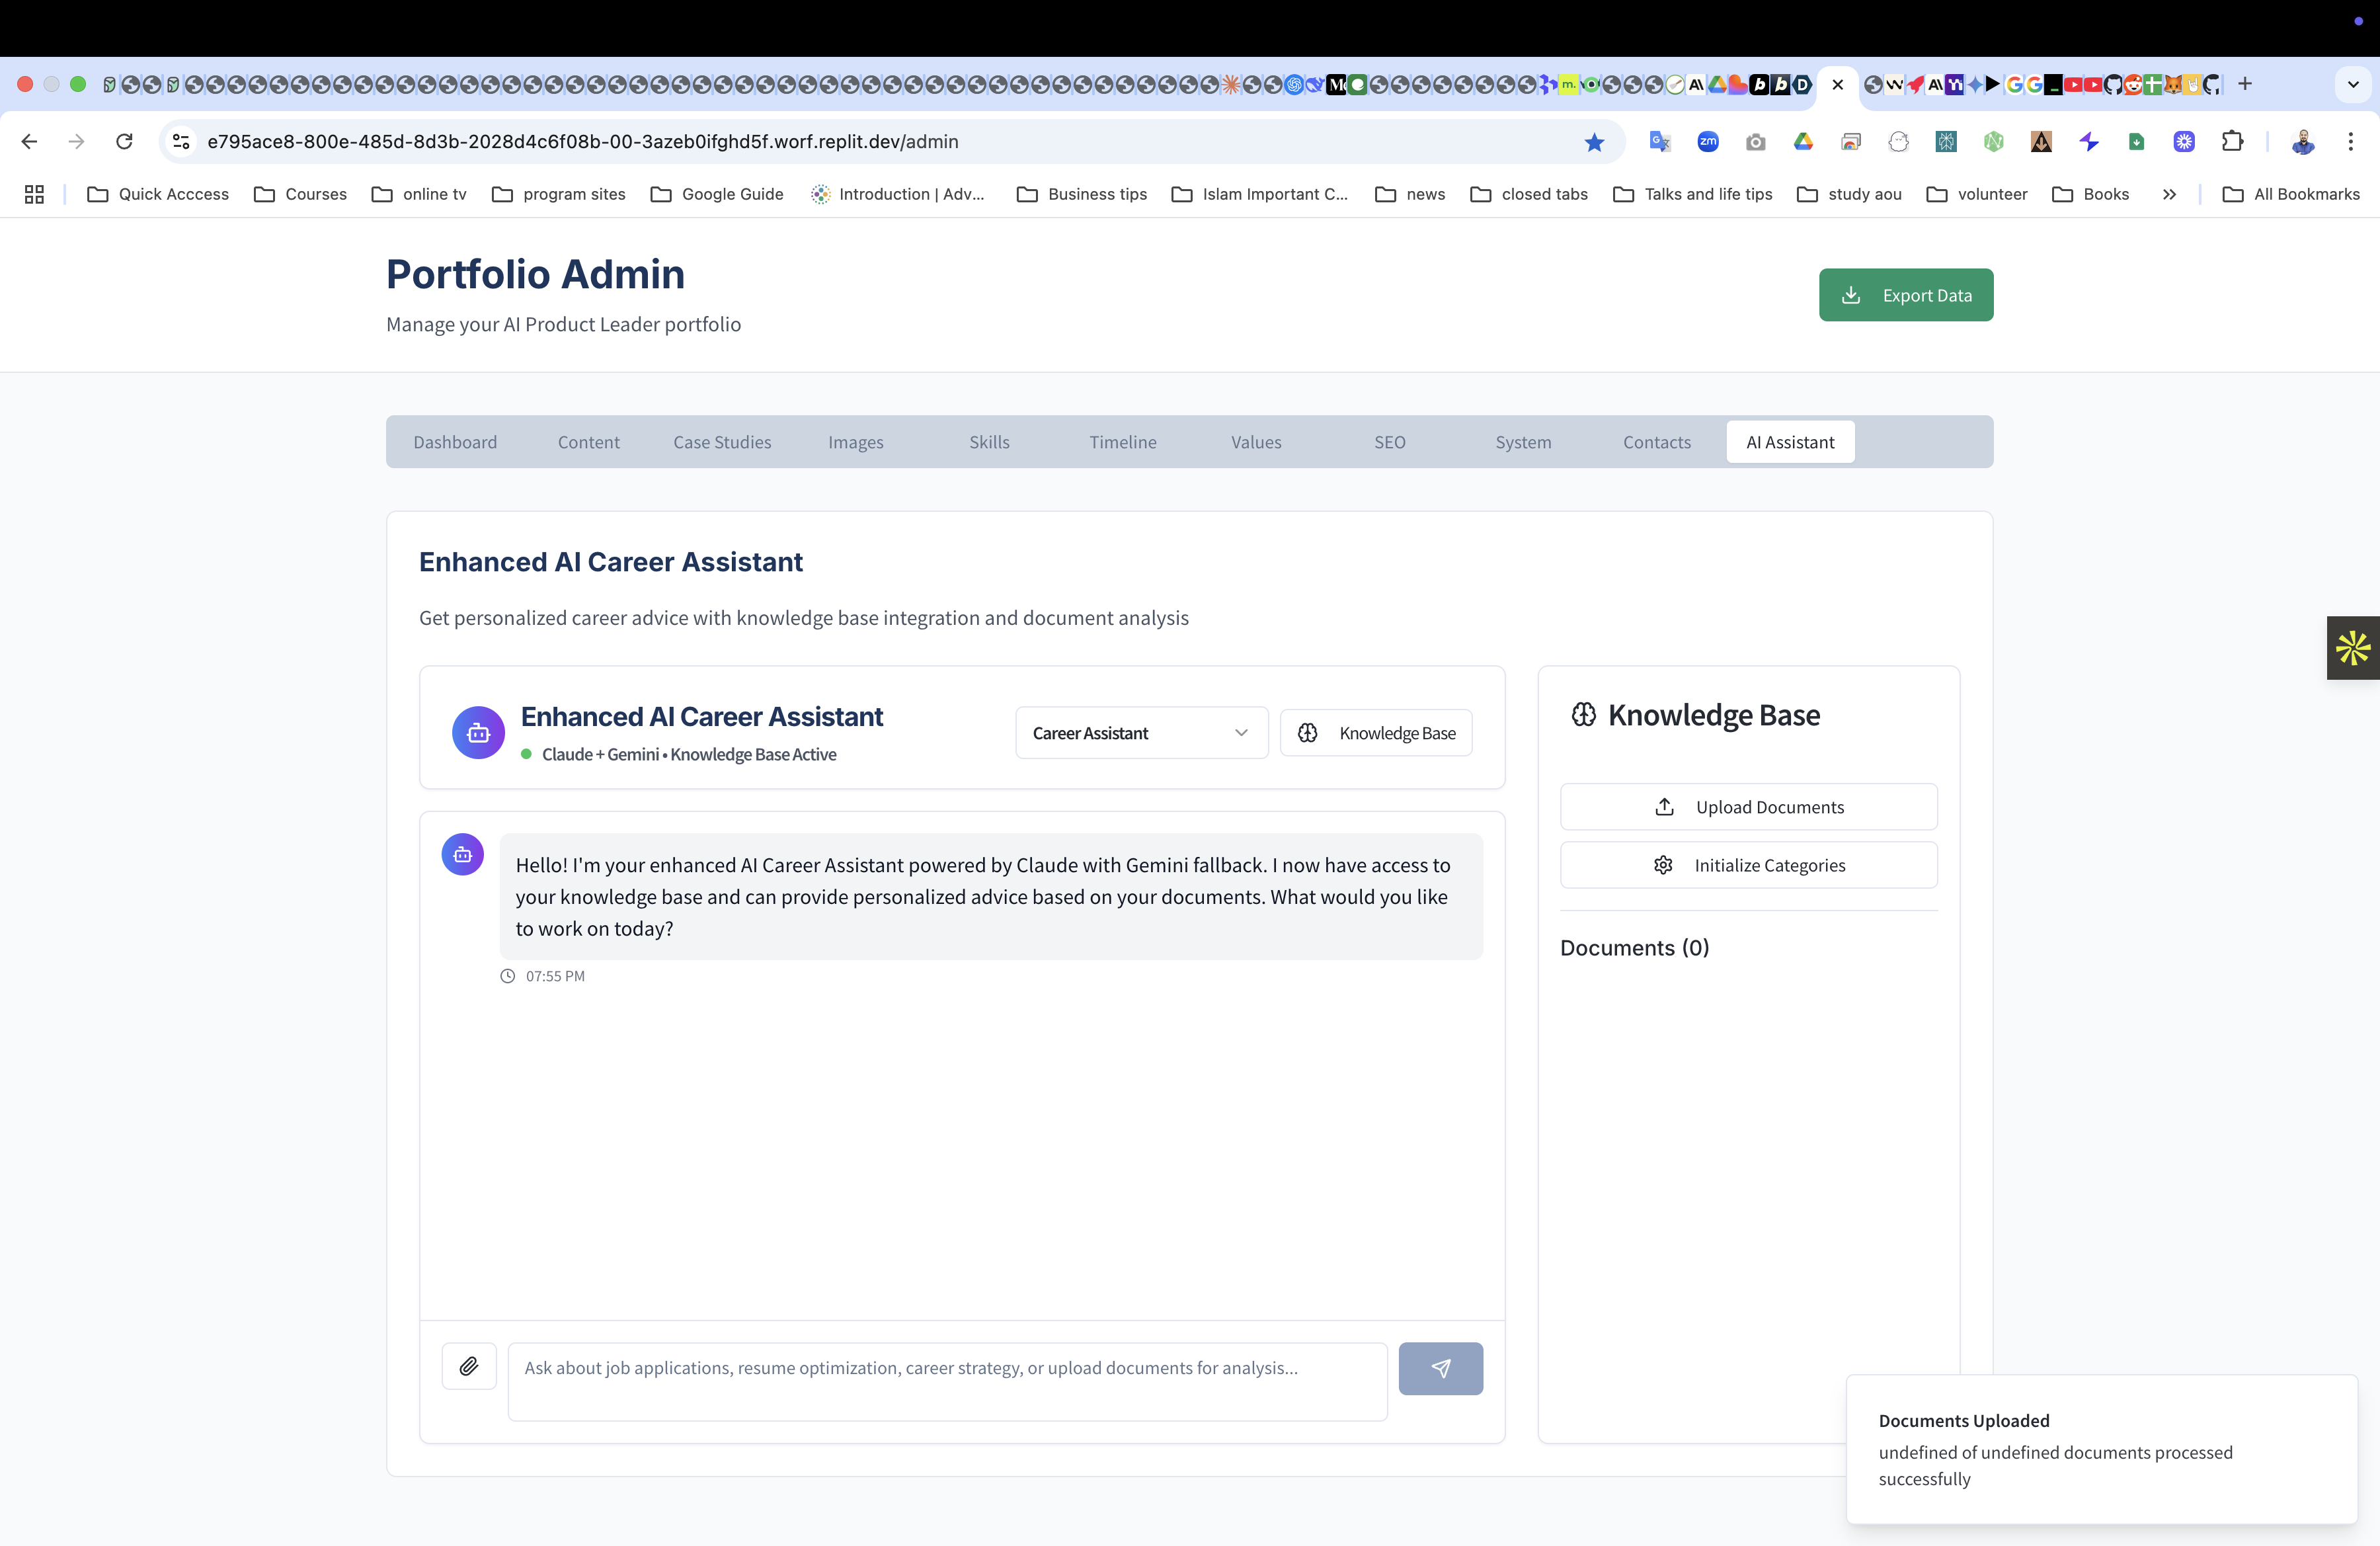 e795ace8-800e-485d-8d3b-2028d4c6f08b-00-3azeb0ifghd5f.worf.replit.dev/admin
zm
Quick Acccess
Courses
online tv
program sites
Google Guide
Introduction | Adv...
Business tips
Islam Important C...
news
closed tabs
Talks and life tips
study aou
volunteer
Books
All Bookmarks
Portfolio Admin
Manage your AI Product Leader portfolio
Export Data
Dashboard
Content
Case Studies
Images
Skills
Timeline
Values
SEO
System
Contacts
AI Assistant
Enhanced AI Career Assistant
Get personalized career advice with knowledge base integration and document analysis
Enhanced AI Career Assistant
Claude + Gemini • Knowledge Base Active
Career Assistant
Knowledge Base
Hello! I'm your enhanced AI Career Assistant powered by Claude with Gemini fallback. I now have access to
your knowledge base and can provide personalized advice based on your documents. What would you like
to work on today?
07:55 PM
Ask about job applications, resume optimization, career strategy, or upload documents for analysis...
Knowledge Base
Upload Documents
Initialize Categories
Documents (0)
Documents Uploaded
undefined of undefined documents processed
successfully